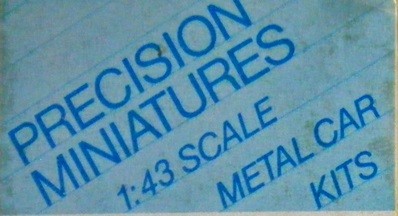 PRECISION
MINIATURES
1:43 SCALE
METAL CAR
KITS